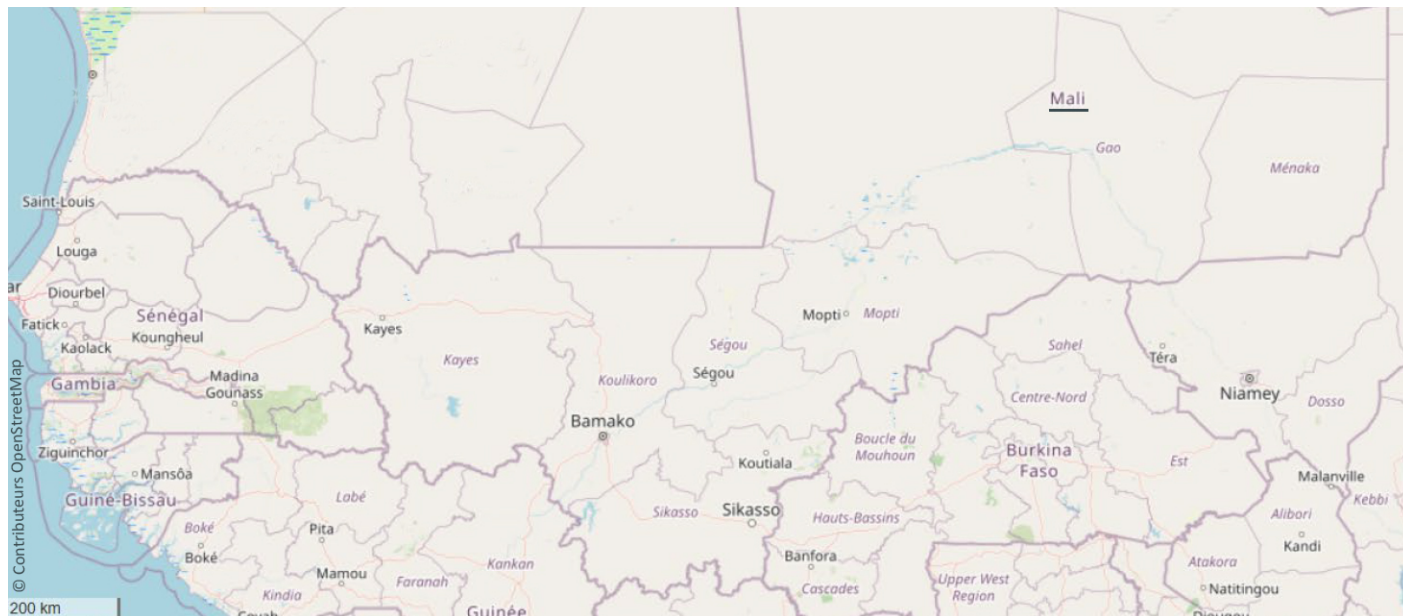 Mali
Gao
Ménaka
Saint-Louis
Louga
ar
Diourbel
Sénégal
Fatick
Koungheul
Kaolack
Kayes
Kayes
Mopti
Mopti
Ségou
Ségou
Koulikoro
Sahel
Téra
Gambia
Madina
Gounass
Niamey
Centre-Nord
Dosso
Bamako
Ziguinchor
Mansôa
Koutiala
Boucle du
Mouhoun
Burkina
Faso
Est
Malanville
Kebbi
Guiné-Bissau
Labé
Sikasso
Sikasso
Hauts-Bassins
Alibori
Boké
Boké
Pita
Kandi
Banfora
Kankan
Mamou
Faranah
Atakora
Upper West
Region
Cascades
Natitingou
Kindia
Guinée
© Contributeurs OpenStreetMap
200 km